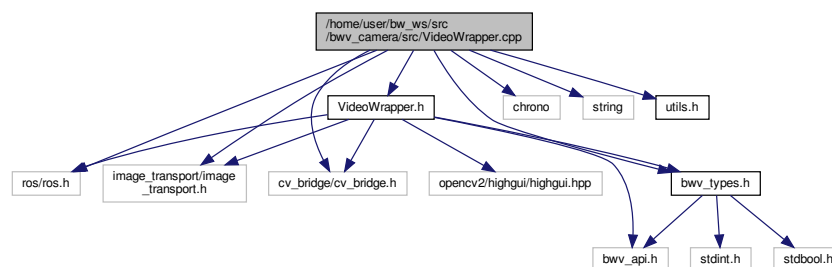 /home/user/bw_ws/src
/bwv_camera/src/VideoWrapper.cpp
VideoWrapper.h
chrono
string
utils.h
ros/ros.h
image_transport/image
_transport.h
cv_bridge/cv_bridge.h
opencv2/highgui/highgui.hpp
bwv_types.h
bwv_api.h
stdint.h
stdbool.h